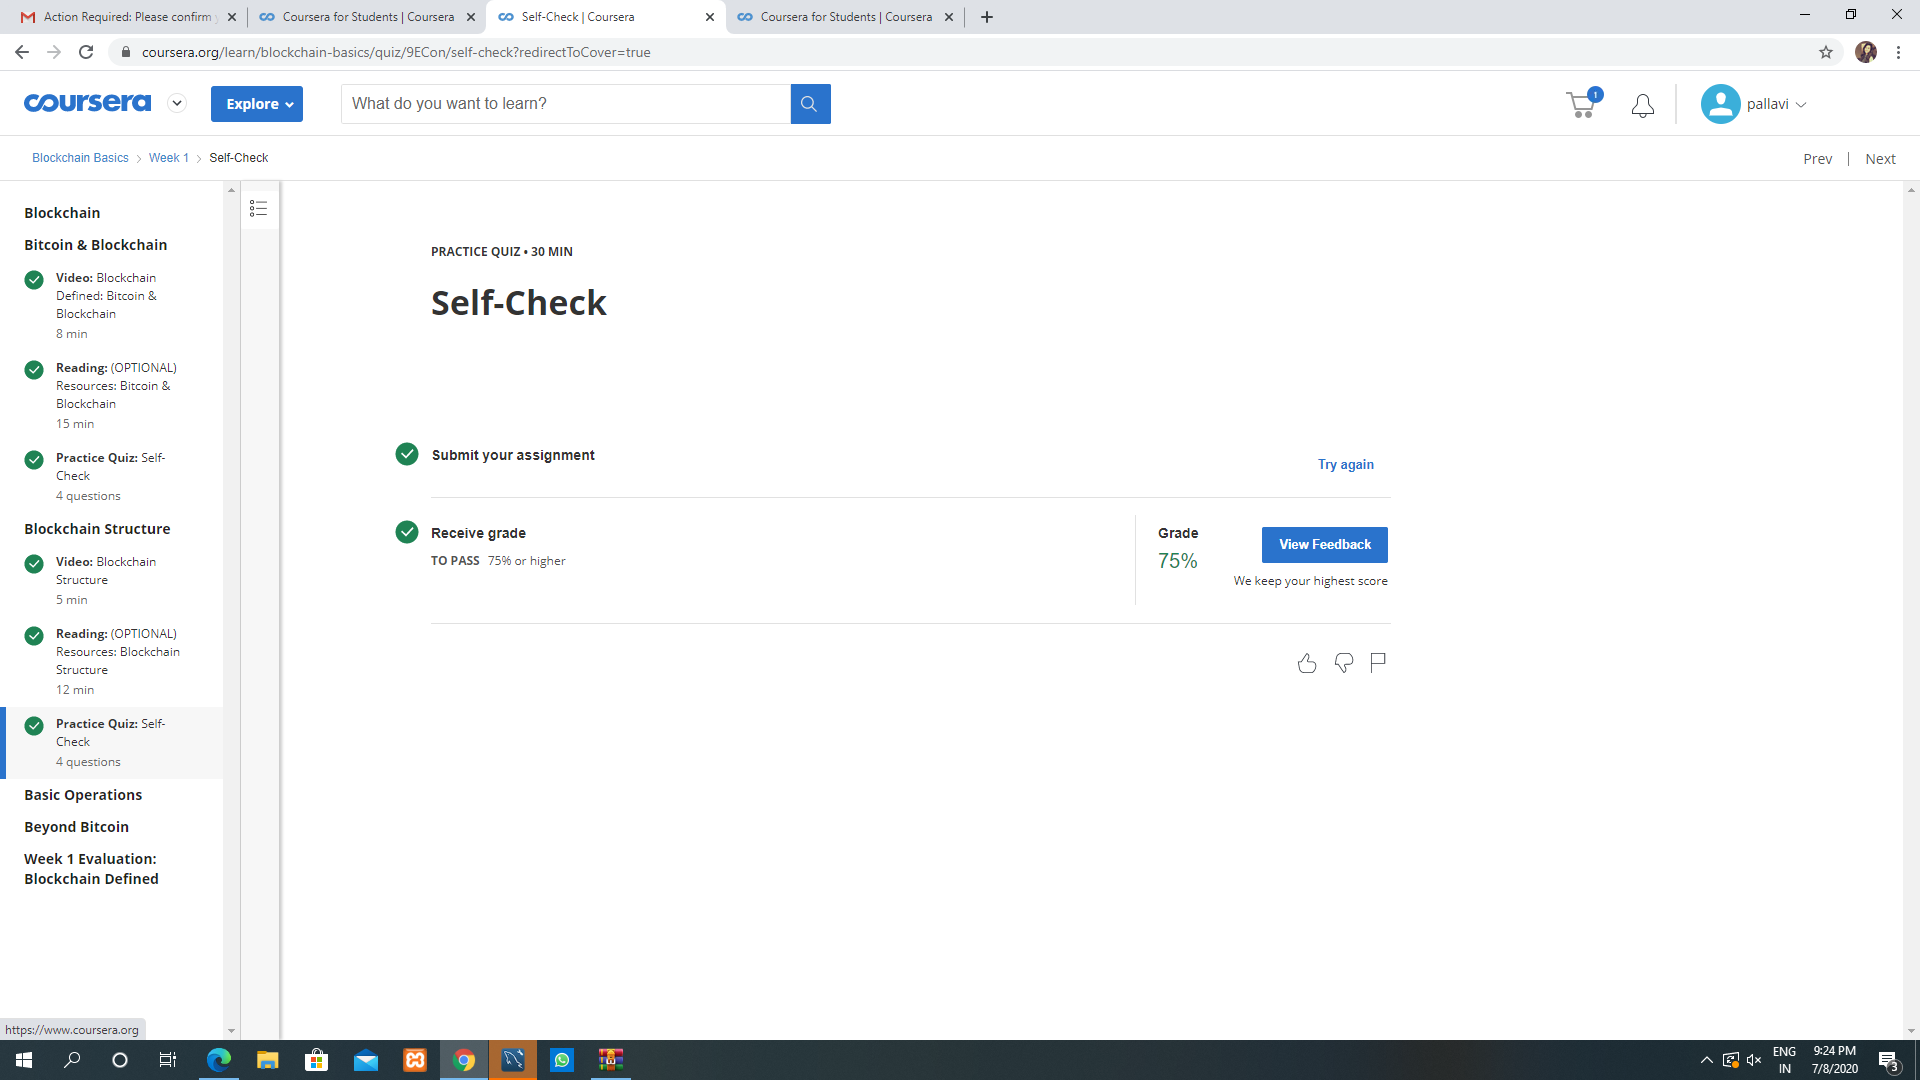 Action Required: Please confirm
Coursera for Students | Coursera
Self-Check | Coursera
Coursera for Students | Coursera
coursera.org/learn/blockchain-basics/quiz/9ECon/self-check?redirectToCover=true
coursera
Explore
What do you want to learn?
1
pallavi
Blockchain Basics
Week 1
Self-Check
Prev
Next
Blockchain
Bitcoin & Blockchain
Video: Blockchain
Defined: Bitcoin &
Blockchain
8 min
Reading: (OPTIONAL)
Resources: Bitcoin &
Blockchain
15 min
Practice Quiz: Self-
Check
4 questions
Blockchain Structure
Video: Blockchain
Structure
5 min
Reading: (OPTIONAL)
Resources: Blockchain
Structure
12 min
Practice Quiz: Self-
Check
4 questions
Basic Operations
Beyond Bitcoin
Week 1 Evaluation:
Blockchain Defined
PRACTICE QUIZ • 30 MIN
Self-Check
Submit your assignment
Try again
Receive grade
TO PASS 75% or higher
Grade
75%
View Feedback
We keep your highest score
https://www.coursera.org
ENG
IN
9:24 PM
7/8/2020
3